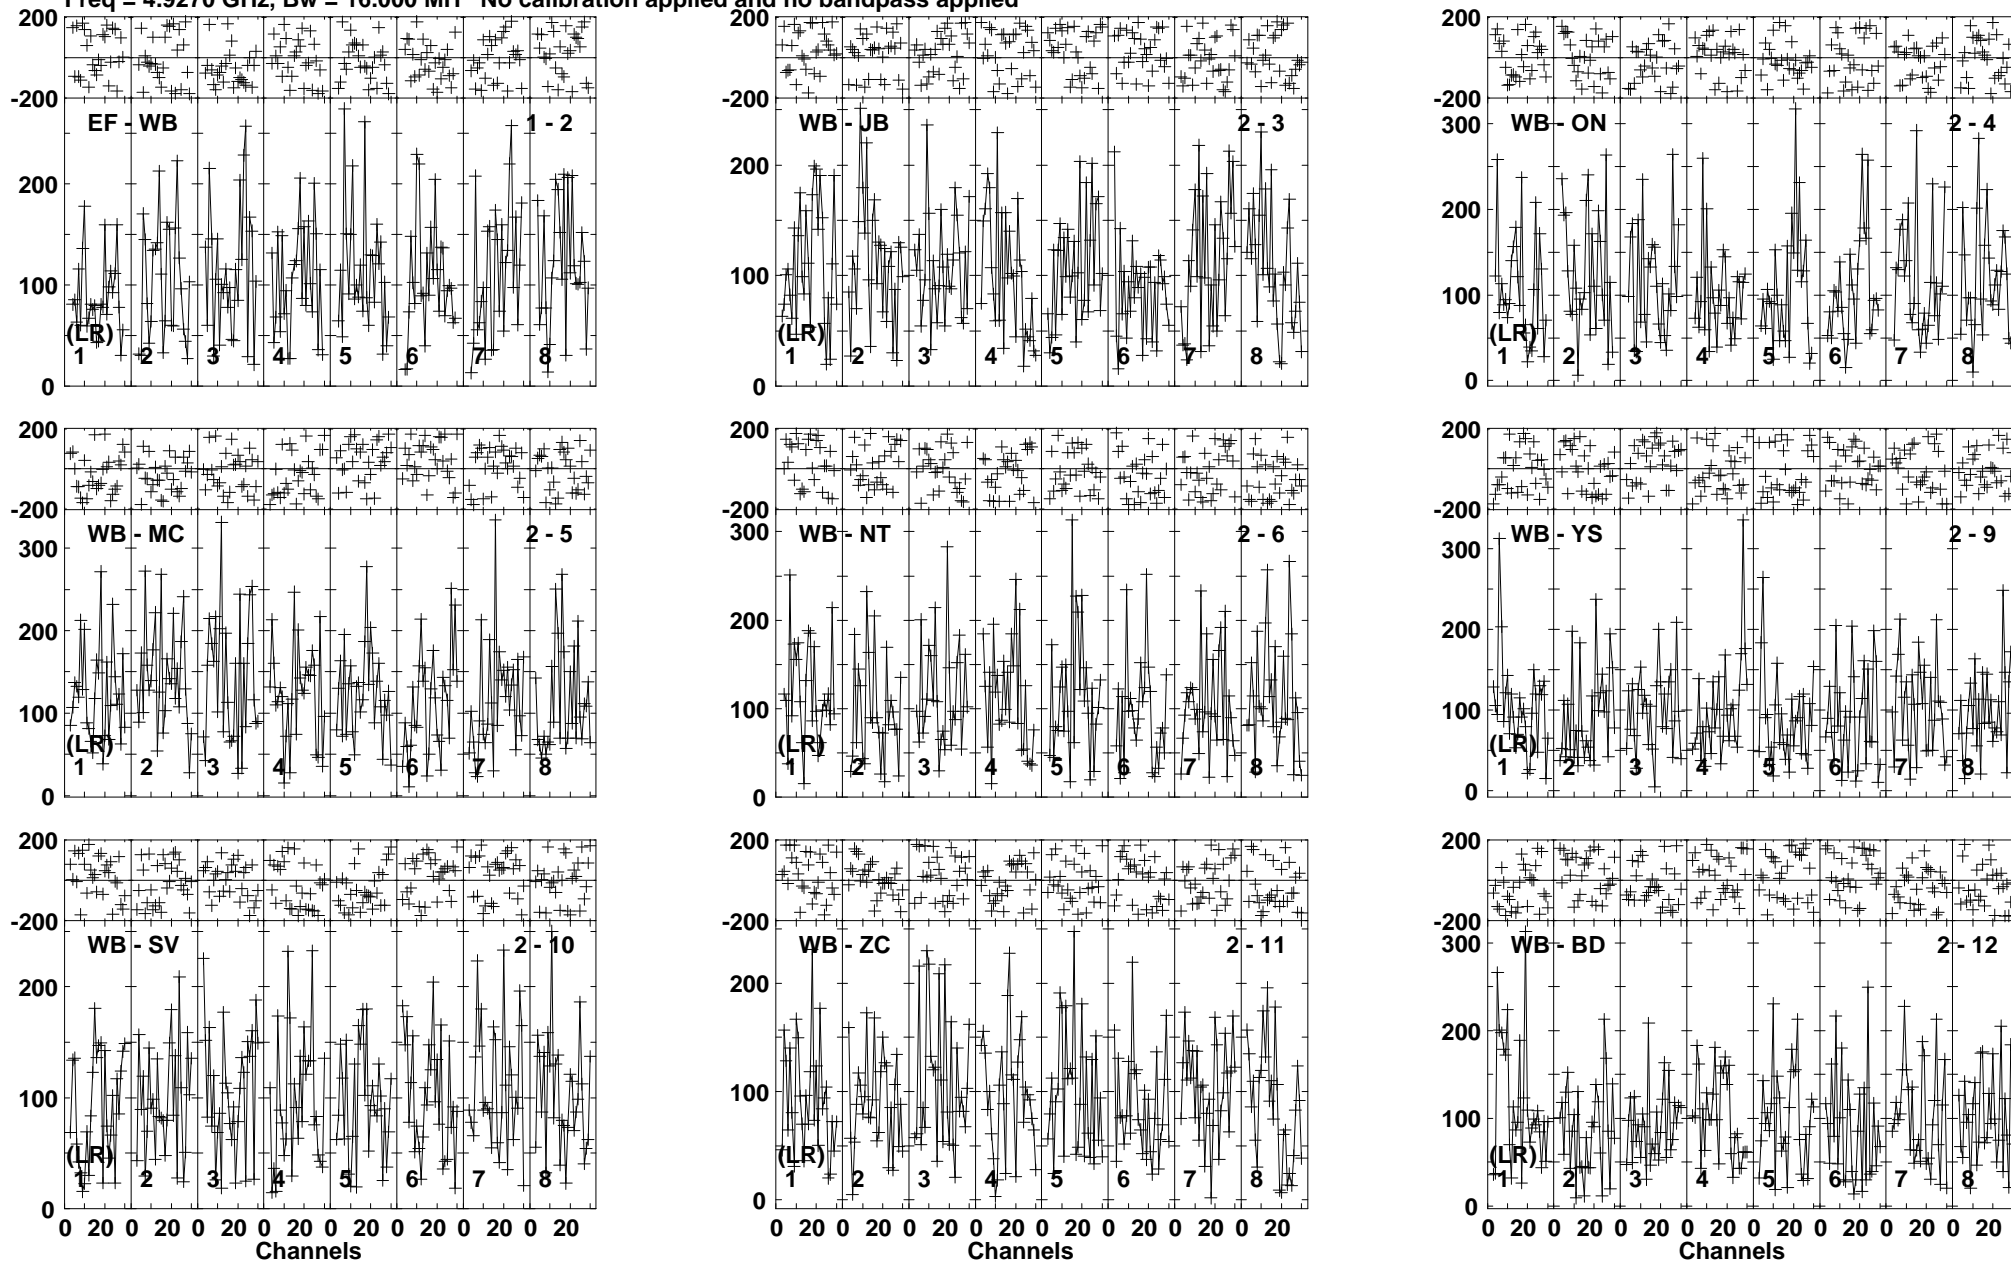 Freq = 4.9270 GHz, Bw = 16.000 MH No calibration applied and no bandpass applied
200 200 200
-200 -200 -200
EF - WB 1 - 2 WB - JB 2 - 3 WB - ON 2 - 4
300
200 200 200
100 100 100
(LR) (LR) (LR)
1 2 3 4 5 6 7 8 1 2 3 4 5 6 7 8 1 2 3 4 5 6 7 8
0 0 0
200 200 200
-200 -200 -200
WB - MC 2 - 5 WB - NT 2 - 6 WB - YS 2 - 9
300 300 300
200 200 200
100 100 100
(LR) (LR) (LR)
1 2 3 4 5 6 7 8 1 2 3 4 5 6 7 8 1 2 3 4 5 6 7 8
0 0 0
200 200 200
-200 -200 -200
WB - SV 2 - 10 WB - ZC 2 - 11 WB - BD 2 - 12
300
200 200 200
100 100 100
(LR) (LR) (LR)
1 2 3 4 5 6 7 8 1 2 3 4 5 6 7 8 1 2 3 4 5 6 7 8
0 0 0
0 20 0 20 0 20 0 20 0 20 0 20 0 20 0 20 0 20 0 20 0 20 0 20 0 20 0 20 0 20 0 20 0 20 0 20 0 20 0 20 0 20 0 20 0 20 0 20
Channels Channels Channels